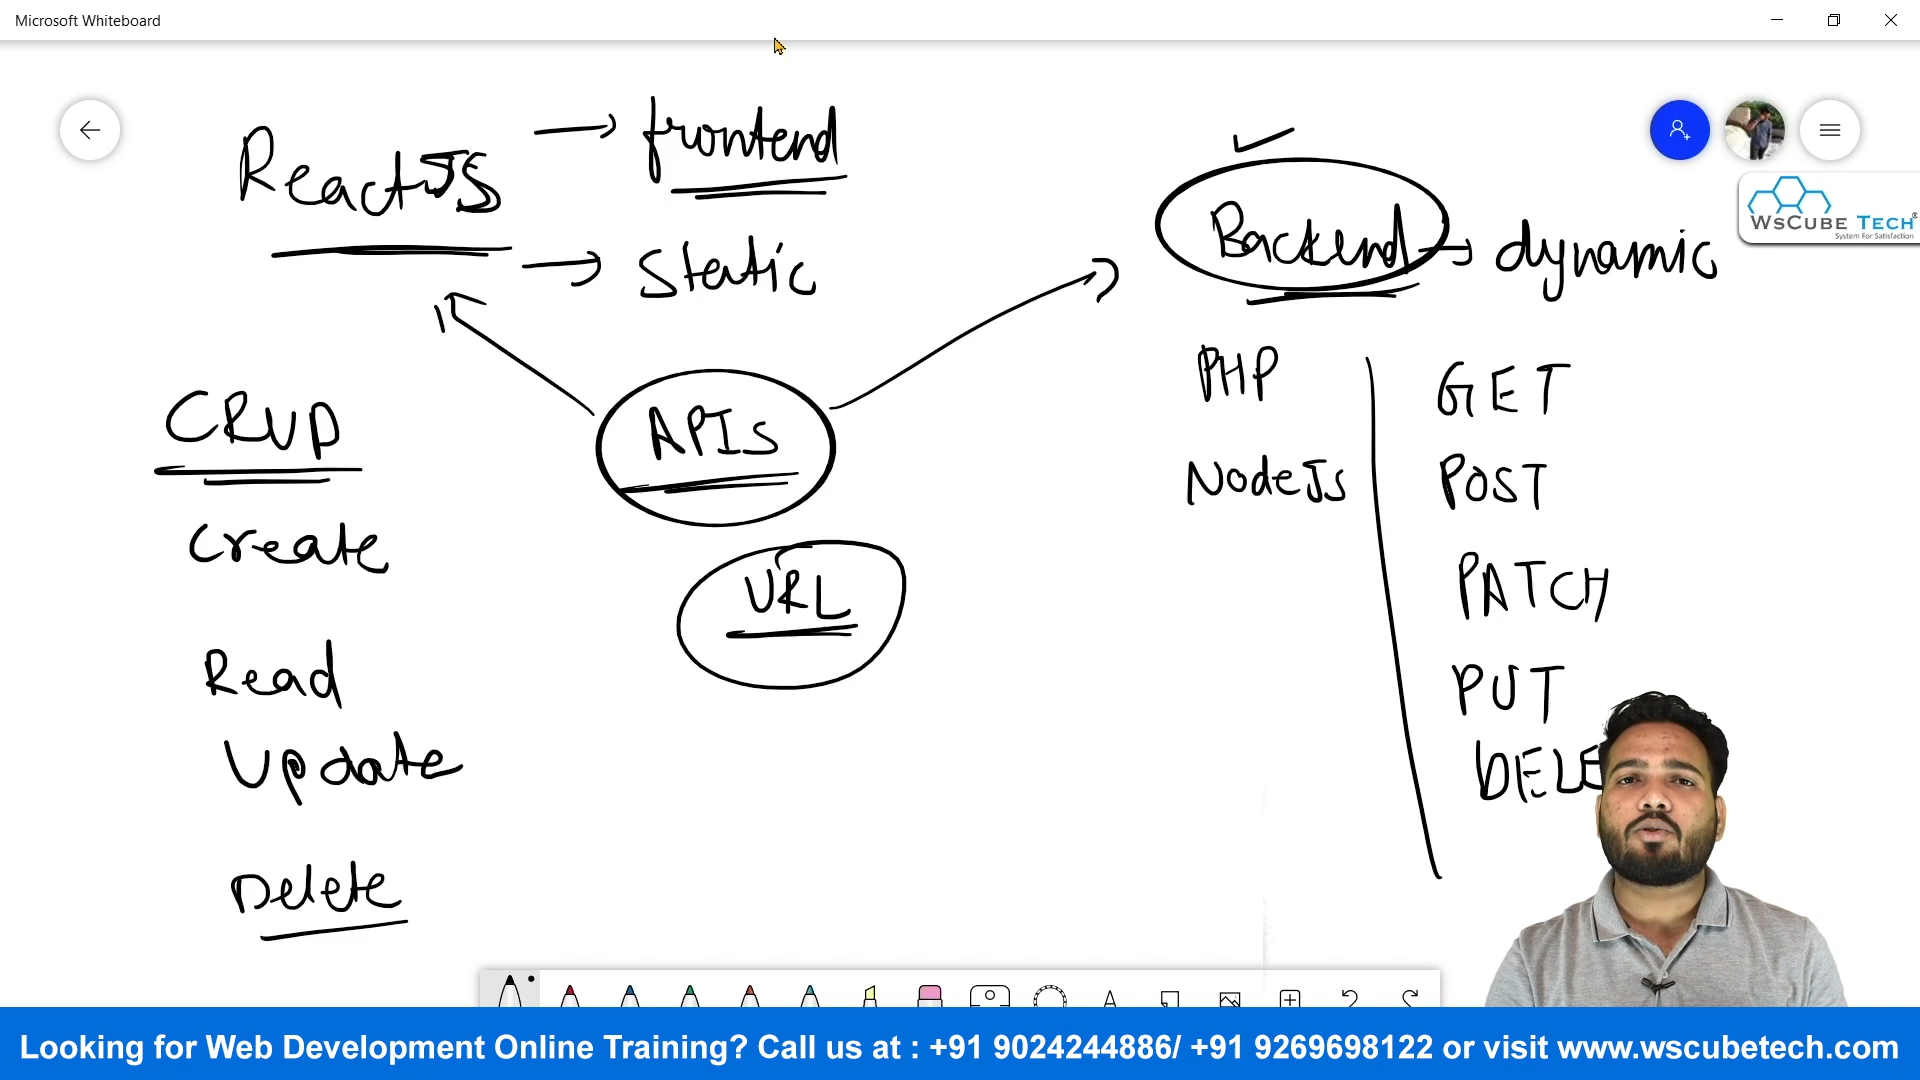 Microsoft Whiteboard
ReactJS → frontend
→ static
Backend → dynamic
WsCube Tech®
System For Satisfaction
CRUD
Create
Read
Update
Delete
APIs
URL
PHP
NodeJs
GET
POST
PATCH
PUT
DELE
Looking for Web Development Online Training? Call us at : +91 9024244886/ +91 9269698122 or visit www.wscubetech.com